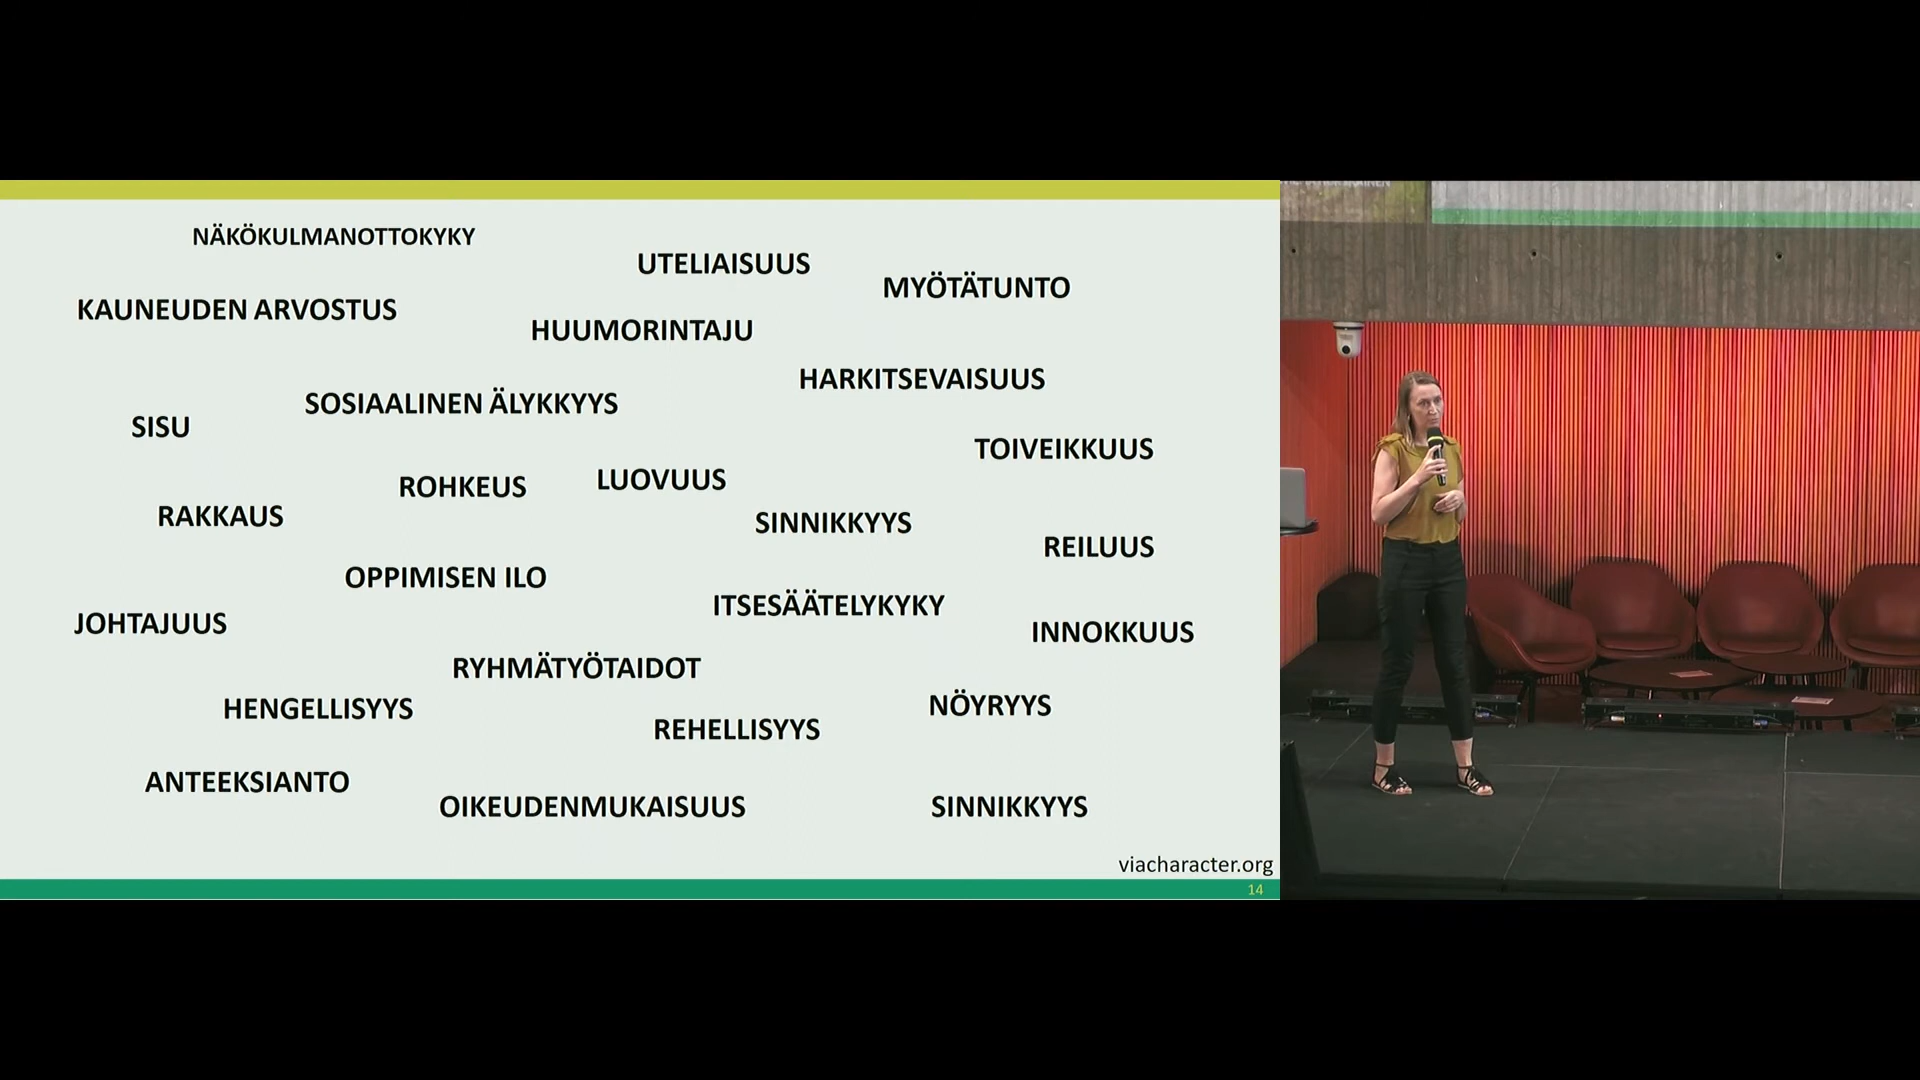 NÄKÖKULMANOTTOKYKY
UTELIAISUUS
MYÖTÄTUNTO
KAUNEUDEN ARVOSTUS
HUUMORINTAJU
HARKITSEVAISUUS
SOSIAALINEN ÄLYKKYYS
SISU
TOIVEIKKUUS
ROHKEUS
LUOVUUS
RAKKAUS
SINNIKKYYS
REILUUS
OPPIMISEN ILO
ITSESÄÄTELYKYKY
JOHTAJUUS
INNOKKUUS
RYHMÄTYÖTAIDOT
HENGELLISYYS
NÖYRYYS
REHELLISYYS
ANTEEKSIANTO
OIKEUDENMUKAISUUS
SINNIKKYYS
viacharacter.org
14